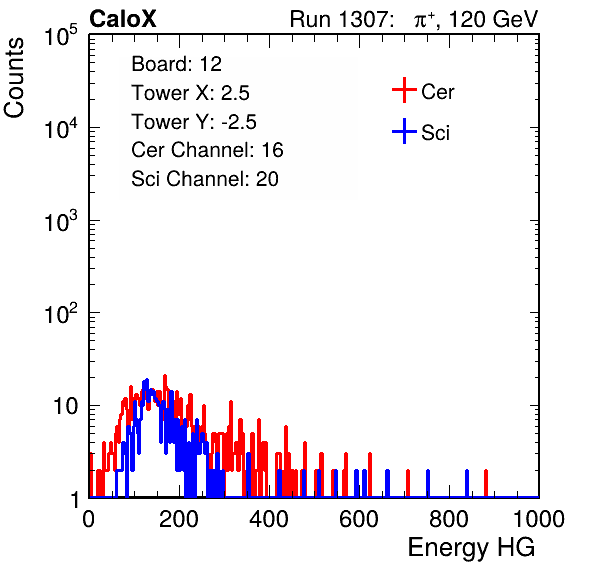 CaloX Run 1307: π⁺, 120 GeV
Counts
10⁵
10⁴
10³
10²
10
1
Board: 12
Tower X: 2.5
Tower Y: -2.5
Cer Channel: 16
Sci Channel: 20
Cer
Sci
0 200 400 600 800 1000
Energy HG